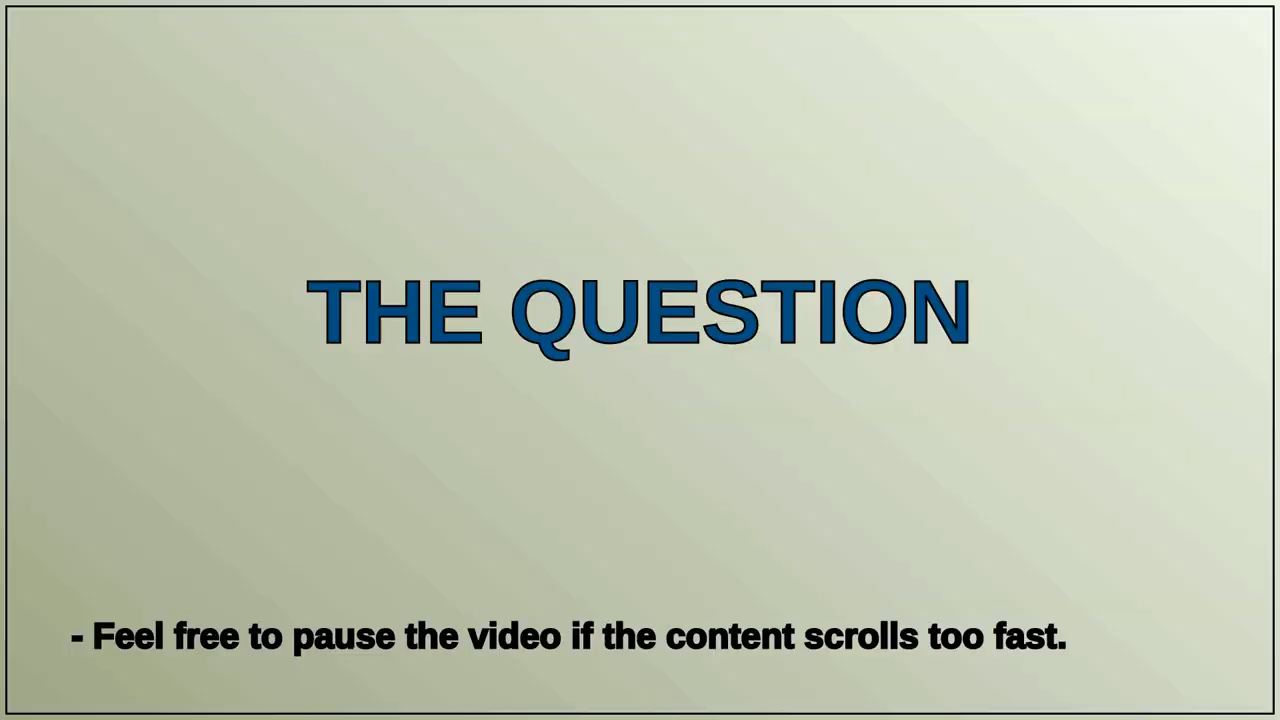 THE QUESTION
- Feel free to pause the video if the content scrolls too fast.